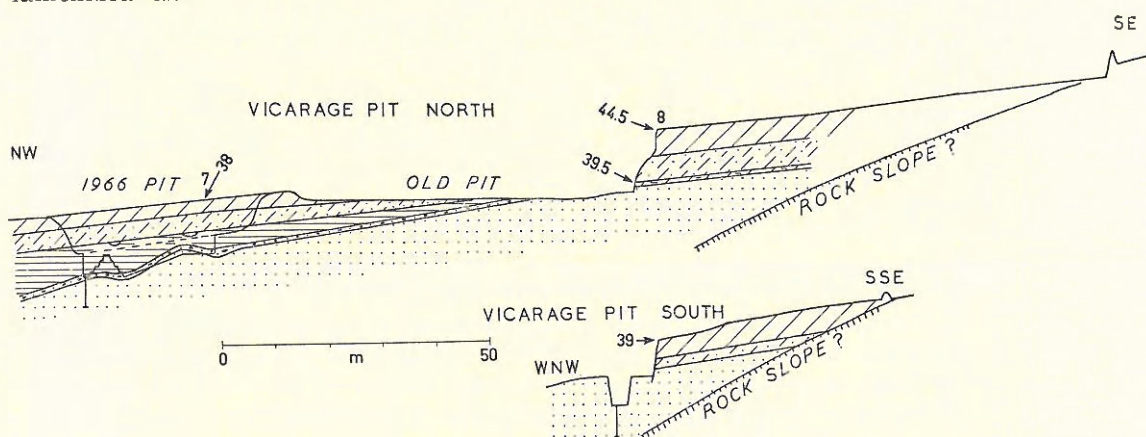 SE
VICARAGE PIT NORTH
44.5 8
NW
39.5
1966 PIT
7 38
OLD PIT
ROCK SLOPE ?
SSE
VICARAGE PIT SOUTH
0 m 50
39
WNW
ROCK SLOPE ?